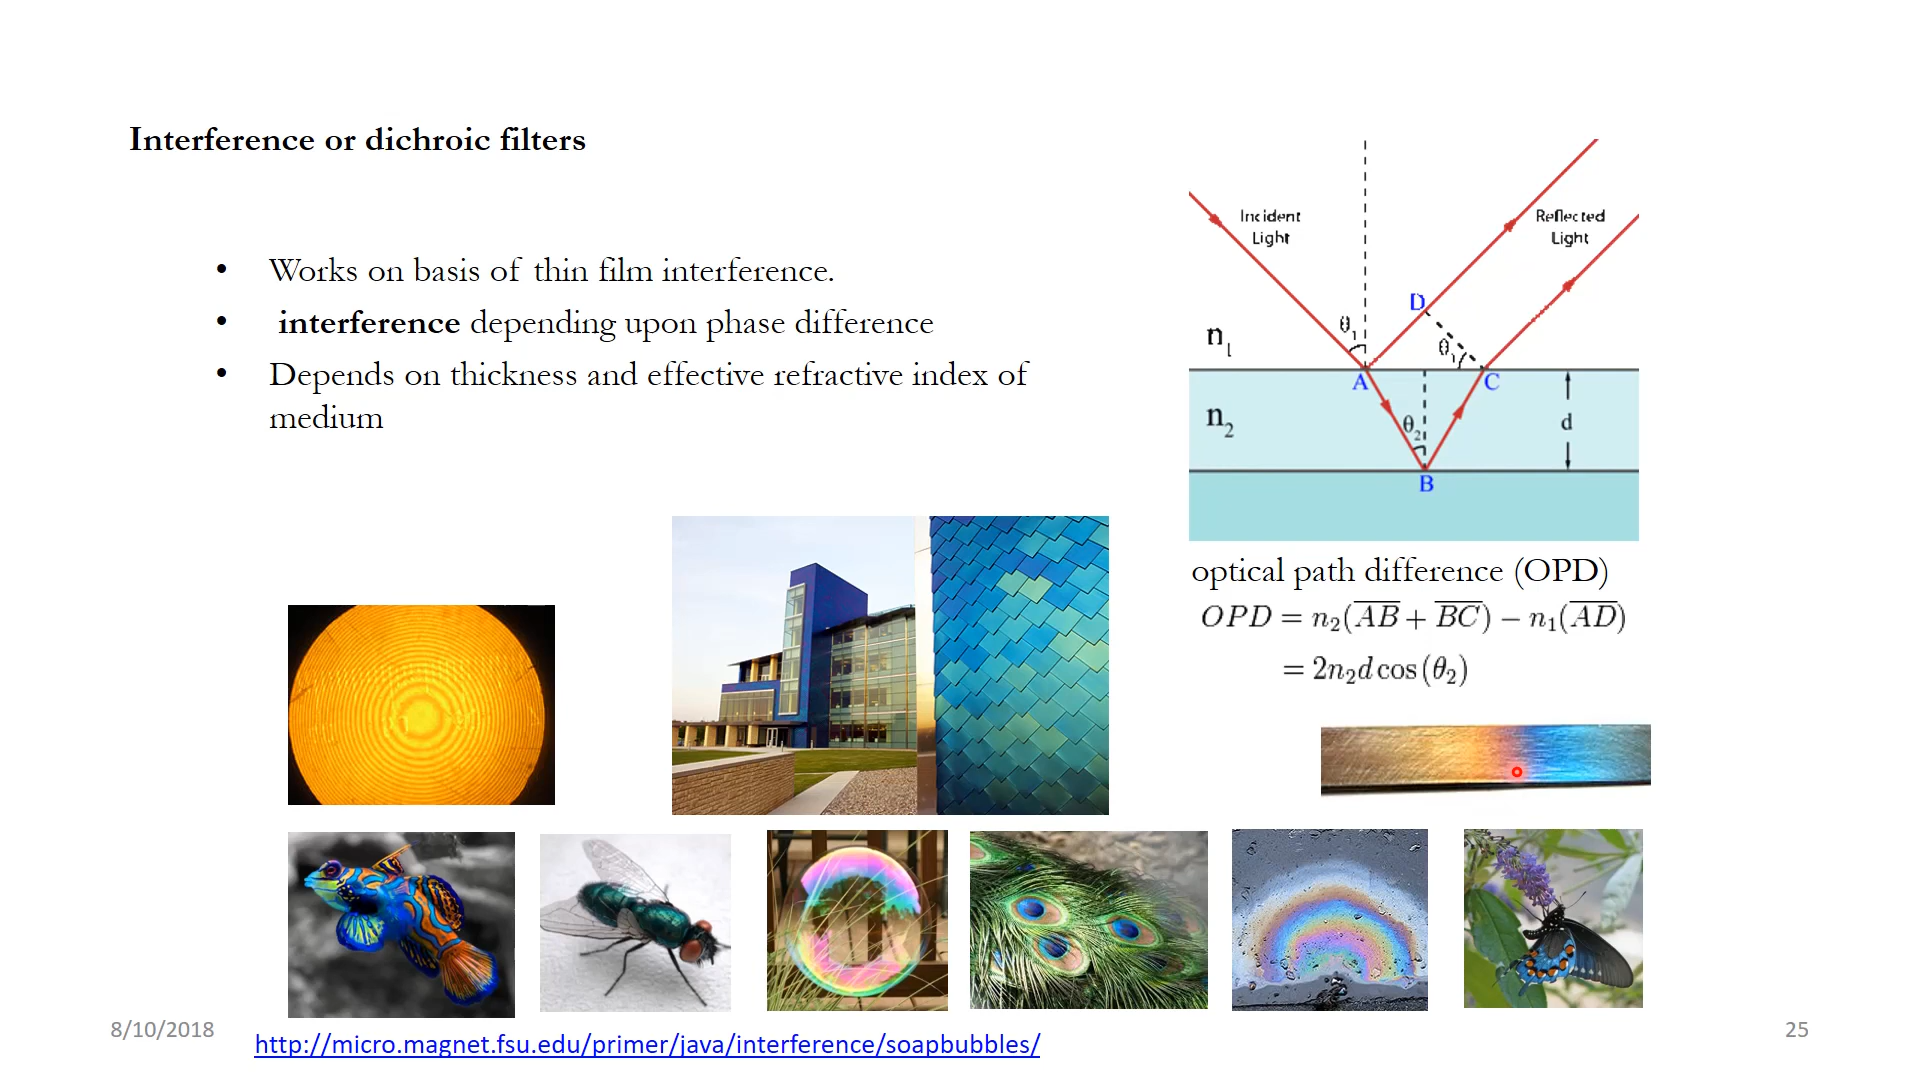 Interference or dichroic filters
• Works on basis of thin film interference.
• interference depending upon phase difference
• Depends on thickness and effective refractive index of
medium
Incident
Light
Reflected
Light
D
θ₁
θ₁
n₁
A
C
n₂
θ₂
d
B
optical path difference (OPD)
OPD = n₂(A̅B̅ + B̅C̅) − n₁(A̅D̅)
= 2n₂d cos(θ₂)
8/10/2018
http://micro.magnet.fsu.edu/primer/java/interference/soapbubbles/
25